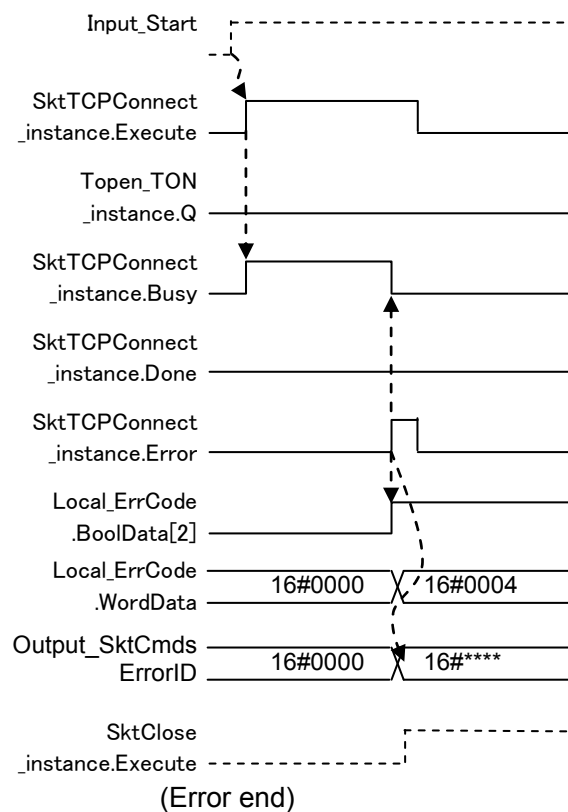 Input_Start
SktTCPConnect
_instance.Execute
Topen_TON
_instance.Q
SktTCPConnect
_instance.Busy
SktTCPConnect
_instance.Done
SktTCPConnect
_instance.Error
Local_ErrCode
.BoolData[2]
Local_ErrCode
.WordData
16#0000
16#0004
Output_SktCmds
ErrorID
16#0000
16#****
SktClose
_instance.Execute
(Error end)